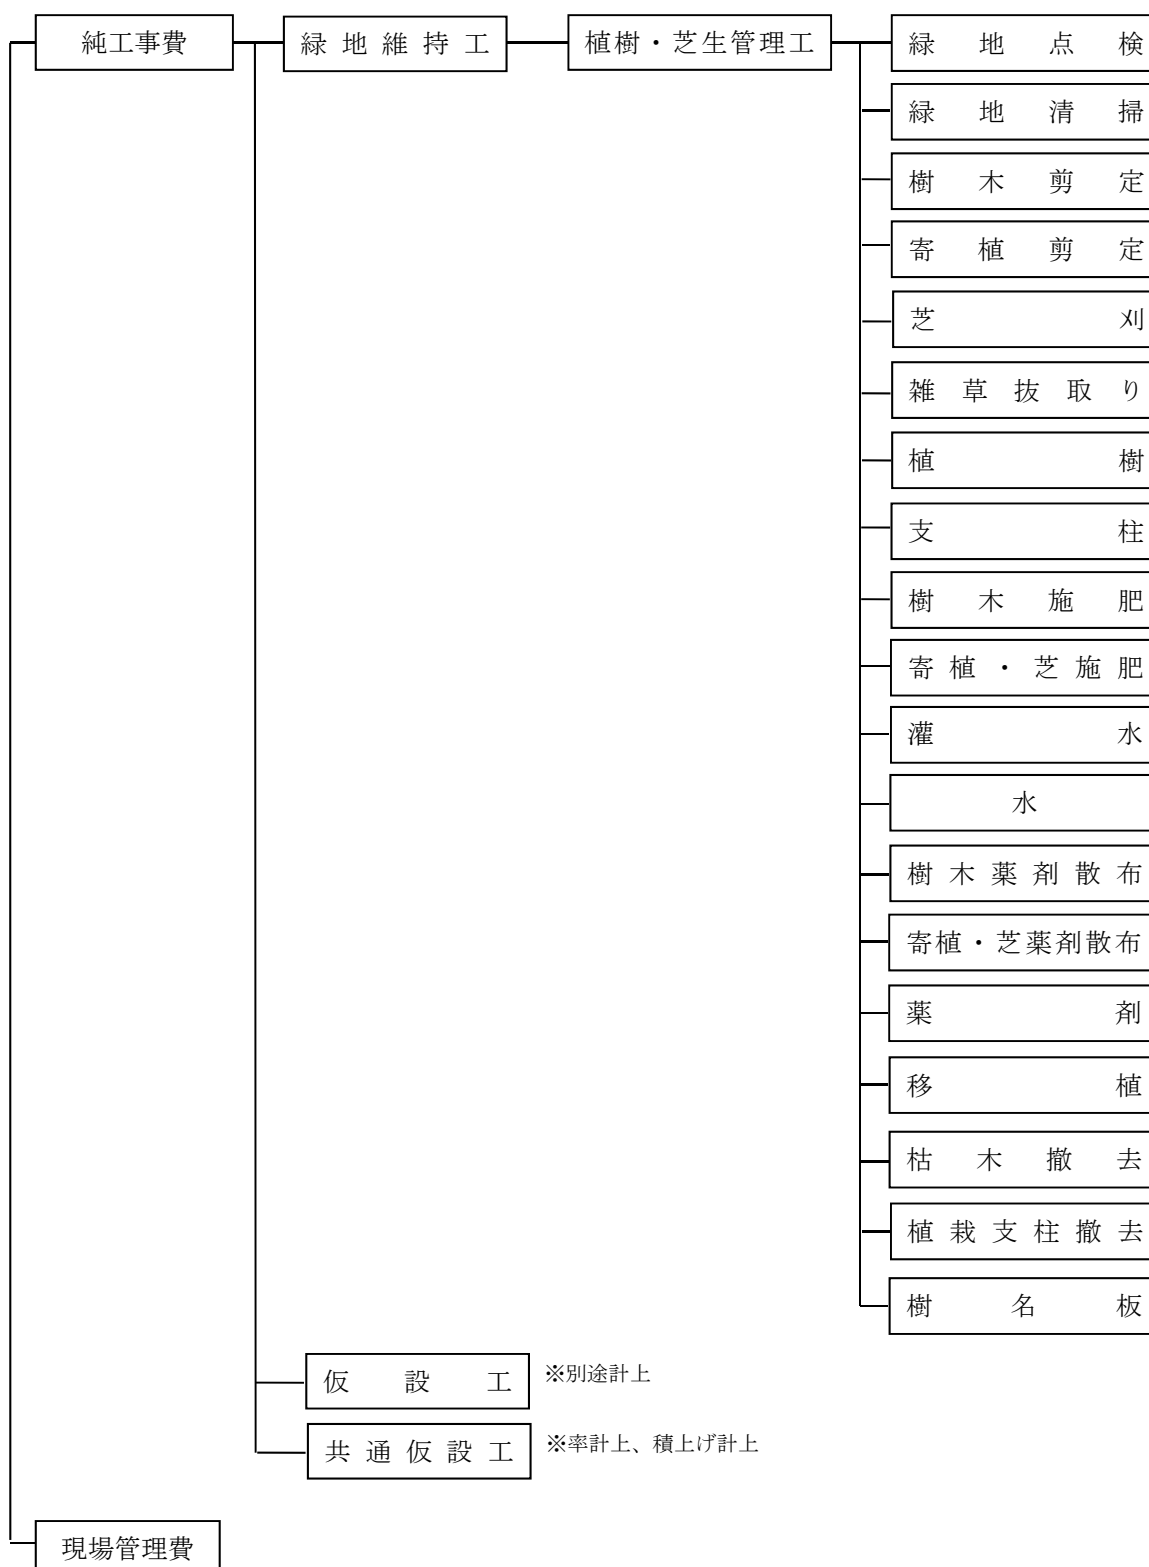 純工事費
緑地維持工
植樹・芝生管理工
緑地点検
緑地清掃
樹木剪定
寄植剪定
芝刈
雑草抜取り
植樹
支柱
樹木施肥
寄植・芝施肥
灌水
水
樹木薬剤散布
寄植・芝薬剤散布
薬剤
移植
枯木撤去
植栽支柱撤去
樹名板
仮設工
※別途計上
共通仮設工
※率計上、積上げ計上
現場管理費